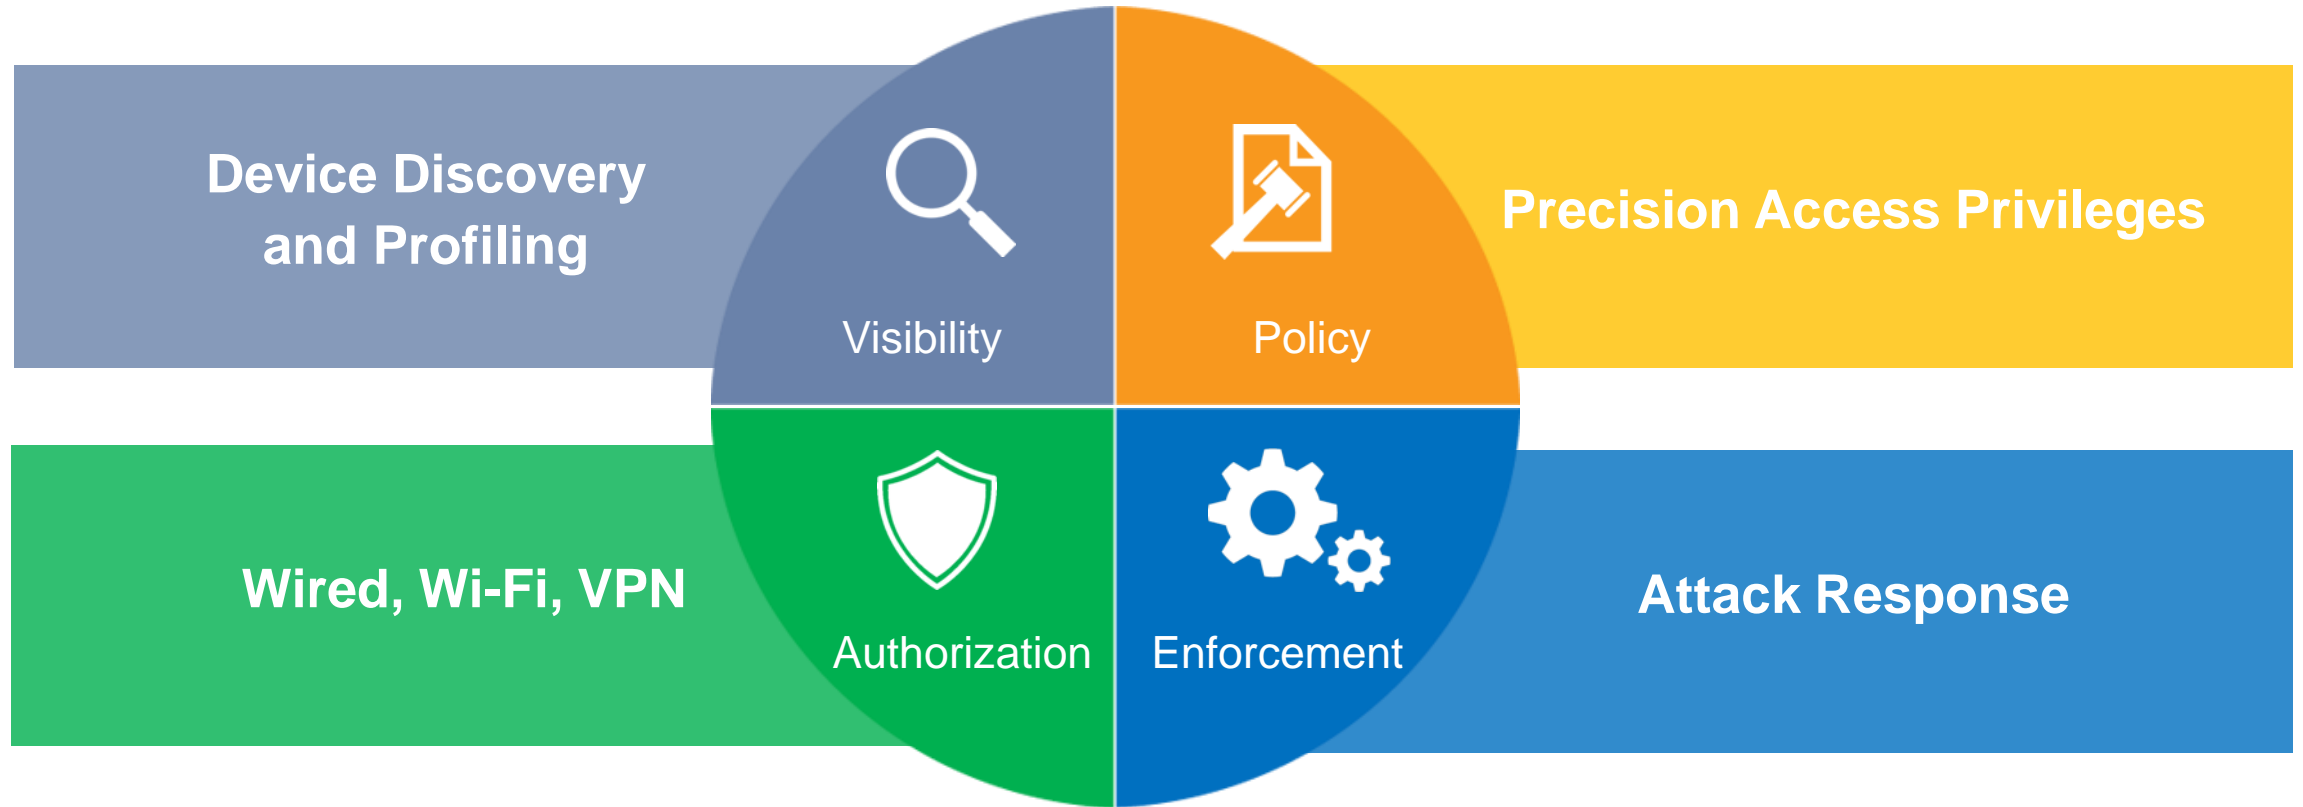 Device Discovery
and Profiling
Visibility
Policy
Precision Access Privileges
Wired, Wi-Fi, VPN
Authorization
Enforcement
Attack Response